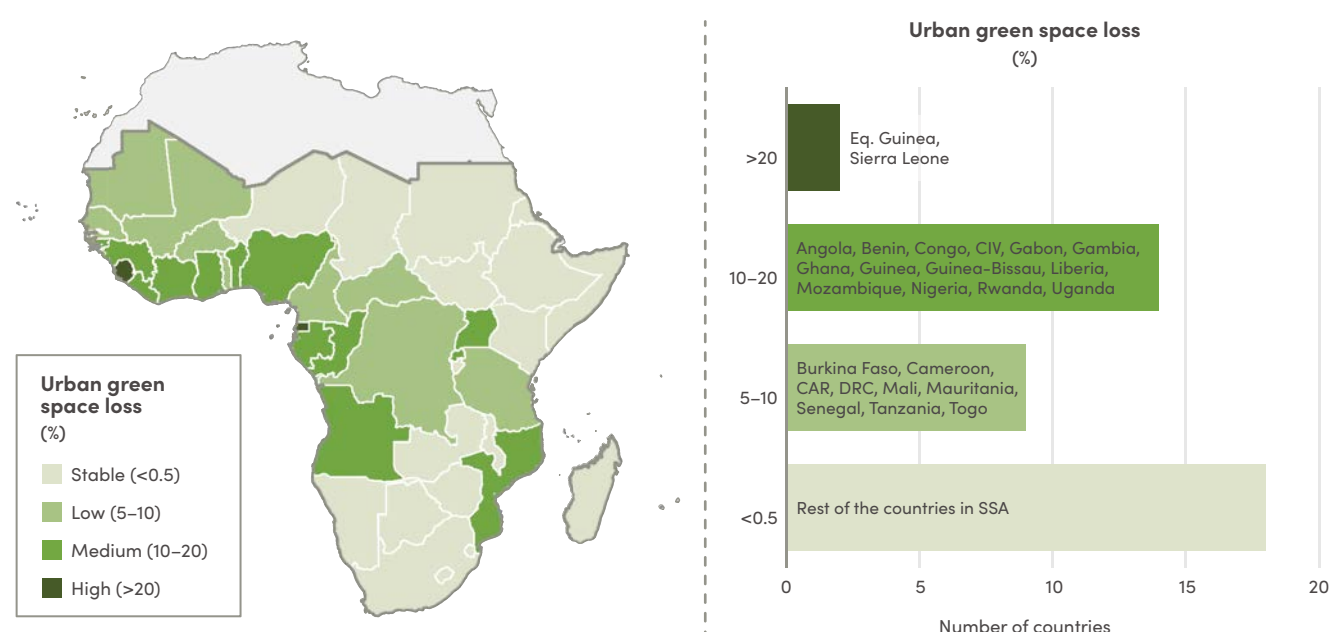 Urban green
space loss
(%)
Stable (<0.5)
Low (5–10)
Medium (10–20)
High (>20)
Urban green space loss
(%)
>20
Eq. Guinea,
Sierra Leone
10–20
Angola, Benin, Congo, CIV, Gabon, Gambia,
Ghana, Guinea, Guinea-Bissau, Liberia,
Mozambique, Nigeria, Rwanda, Uganda
5–10
Burkina Faso, Cameroon,
CAR, DRC, Mali, Mauritania,
Senegal, Tanzania, Togo
<0.5
Rest of the countries in SSA
0 5 10 15 20
Number of countries